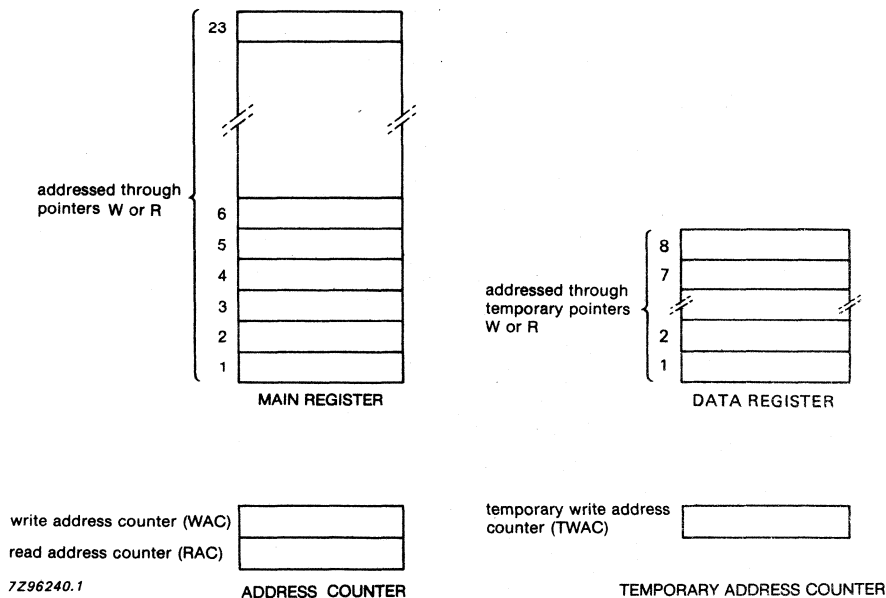 23
addressed through
pointers W or R
6
5
4
3
2
1
MAIN REGISTER
addressed through
temporary pointers
W or R
8
7
2
1
DATA REGISTER
write address counter (WAC)
read address counter (RAC)
7Z96240.1
ADDRESS COUNTER
temporary write address
counter (TWAC)
TEMPORARY ADDRESS COUNTER